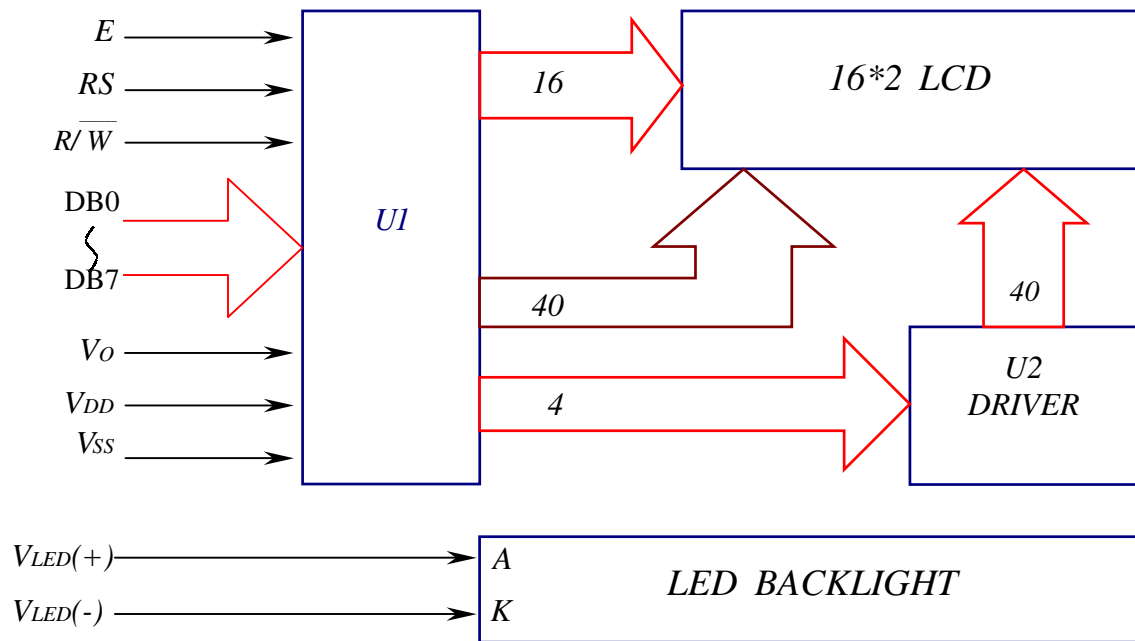 E
RS
R/W̅
DB0
DB7
VO
VDD
VSS
U1
16
16*2 LCD
40
40
4
U2
DRIVER
VLED(+)
VLED(-)
A
K
LED BACKLIGHT